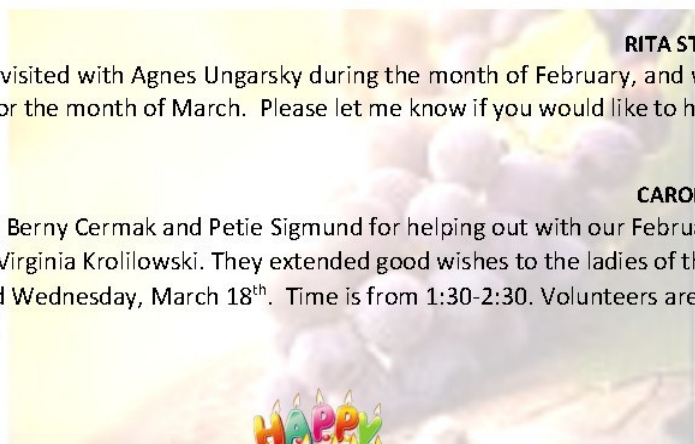 RITA ST
visited with Agnes Ungarsky during the month of February, and
or the month of March.  Please let me know if you would like to h
CARO
Berny Cermak and Petie Sigmund for helping out with our Februa
Virginia Krolilowski. They extended good wishes to the ladies of th
d Wednesday, March 18th.  Time is from 1:30-2:30. Volunteers are
HAPPY